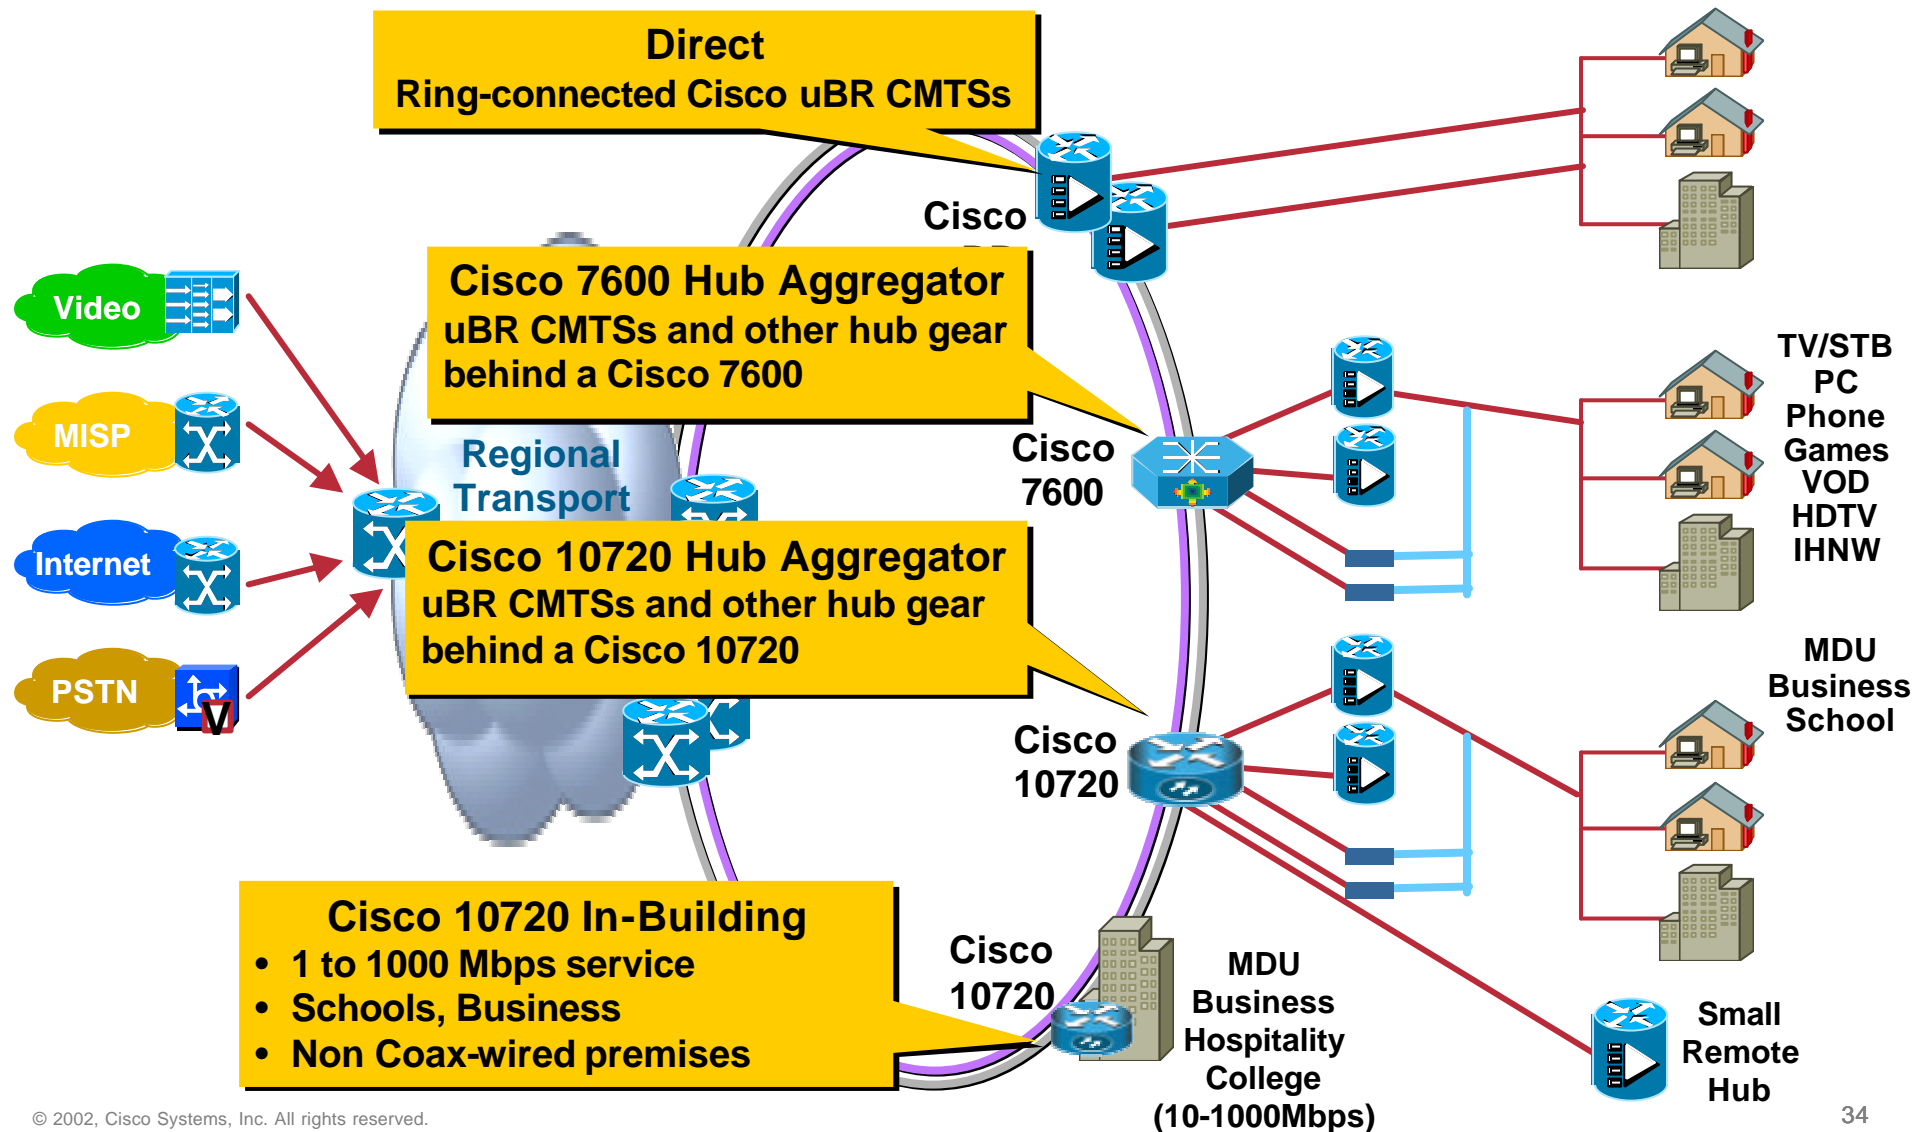 Direct
Ring-connected Cisco uBR CMTSs
Cisco
Cisco 7600 Hub Aggregator
uBR CMTSs and other hub gear
behind a Cisco 7600
Video
MISP
Internet
PSTN
V
Regional
Transport
Cisco
7600
TV/STB
PC
Phone
Games
VOD
HDTV
IHNW
Cisco 10720 Hub Aggregator
uBR CMTSs and other hub gear
behind a Cisco 10720
Cisco
10720
MDU
Business
School
Cisco 10720 In-Building
• 1 to 1000 Mbps service
• Schools, Business
• Non Coax-wired premises
Cisco
10720
MDU
Business
Hospitality
College
(10-1000Mbps)
Small
Remote
Hub
© 2002, Cisco Systems, Inc. All rights reserved.
34